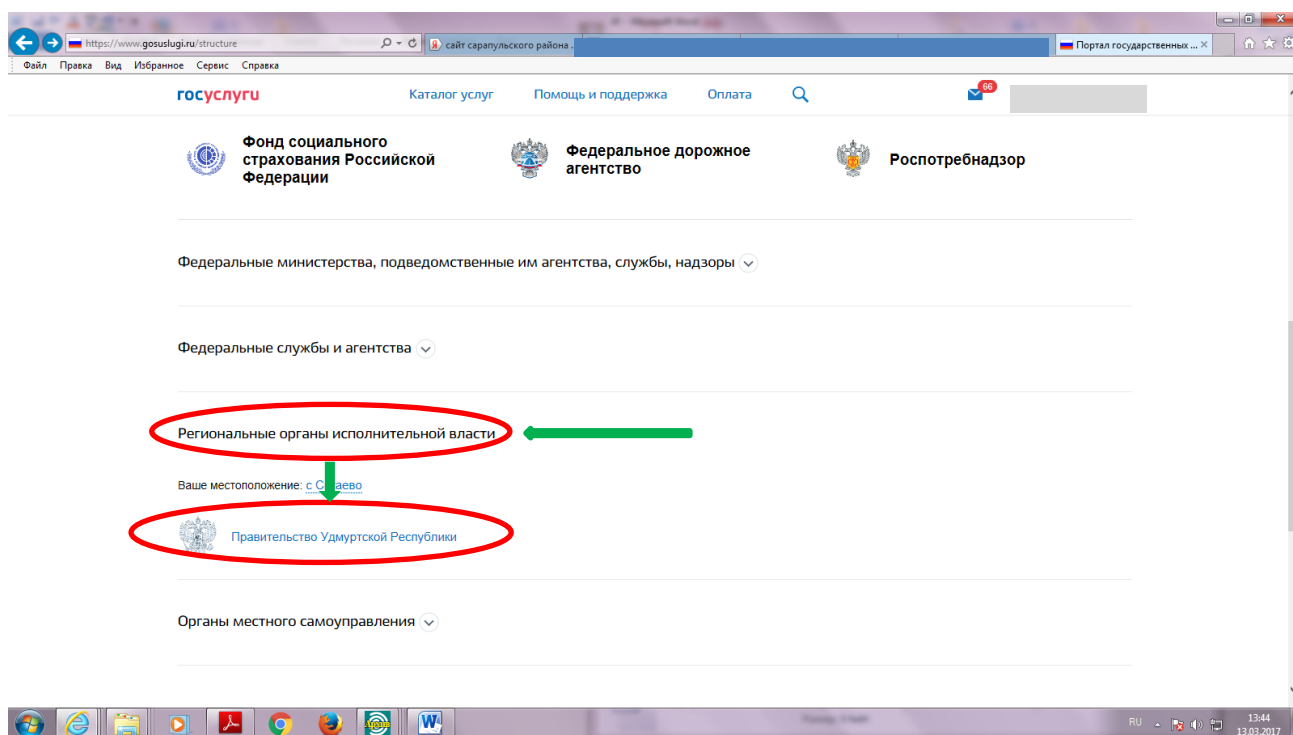 https://www.gosuslugi.ru/structure
сайт сарапульского района ...
Портал государственных ...
Файл Правка Вид Избранное Сервис Справка
госуслуги Каталог услуг Помощь и поддержка Оплата 66
Фонд социального
страхования Российской
Федерации
Федеральное дорожное
агентство
Роспотребнадзор
Федеральные министерства, подведомственные им агентства, службы, надзоры
Федеральные службы и агентства
Региональные органы исполнительной власти
Ваше местоположение: с
Правительство Удмуртской Республики
Органы местного самоуправления
RU 13:44
13.03.2017